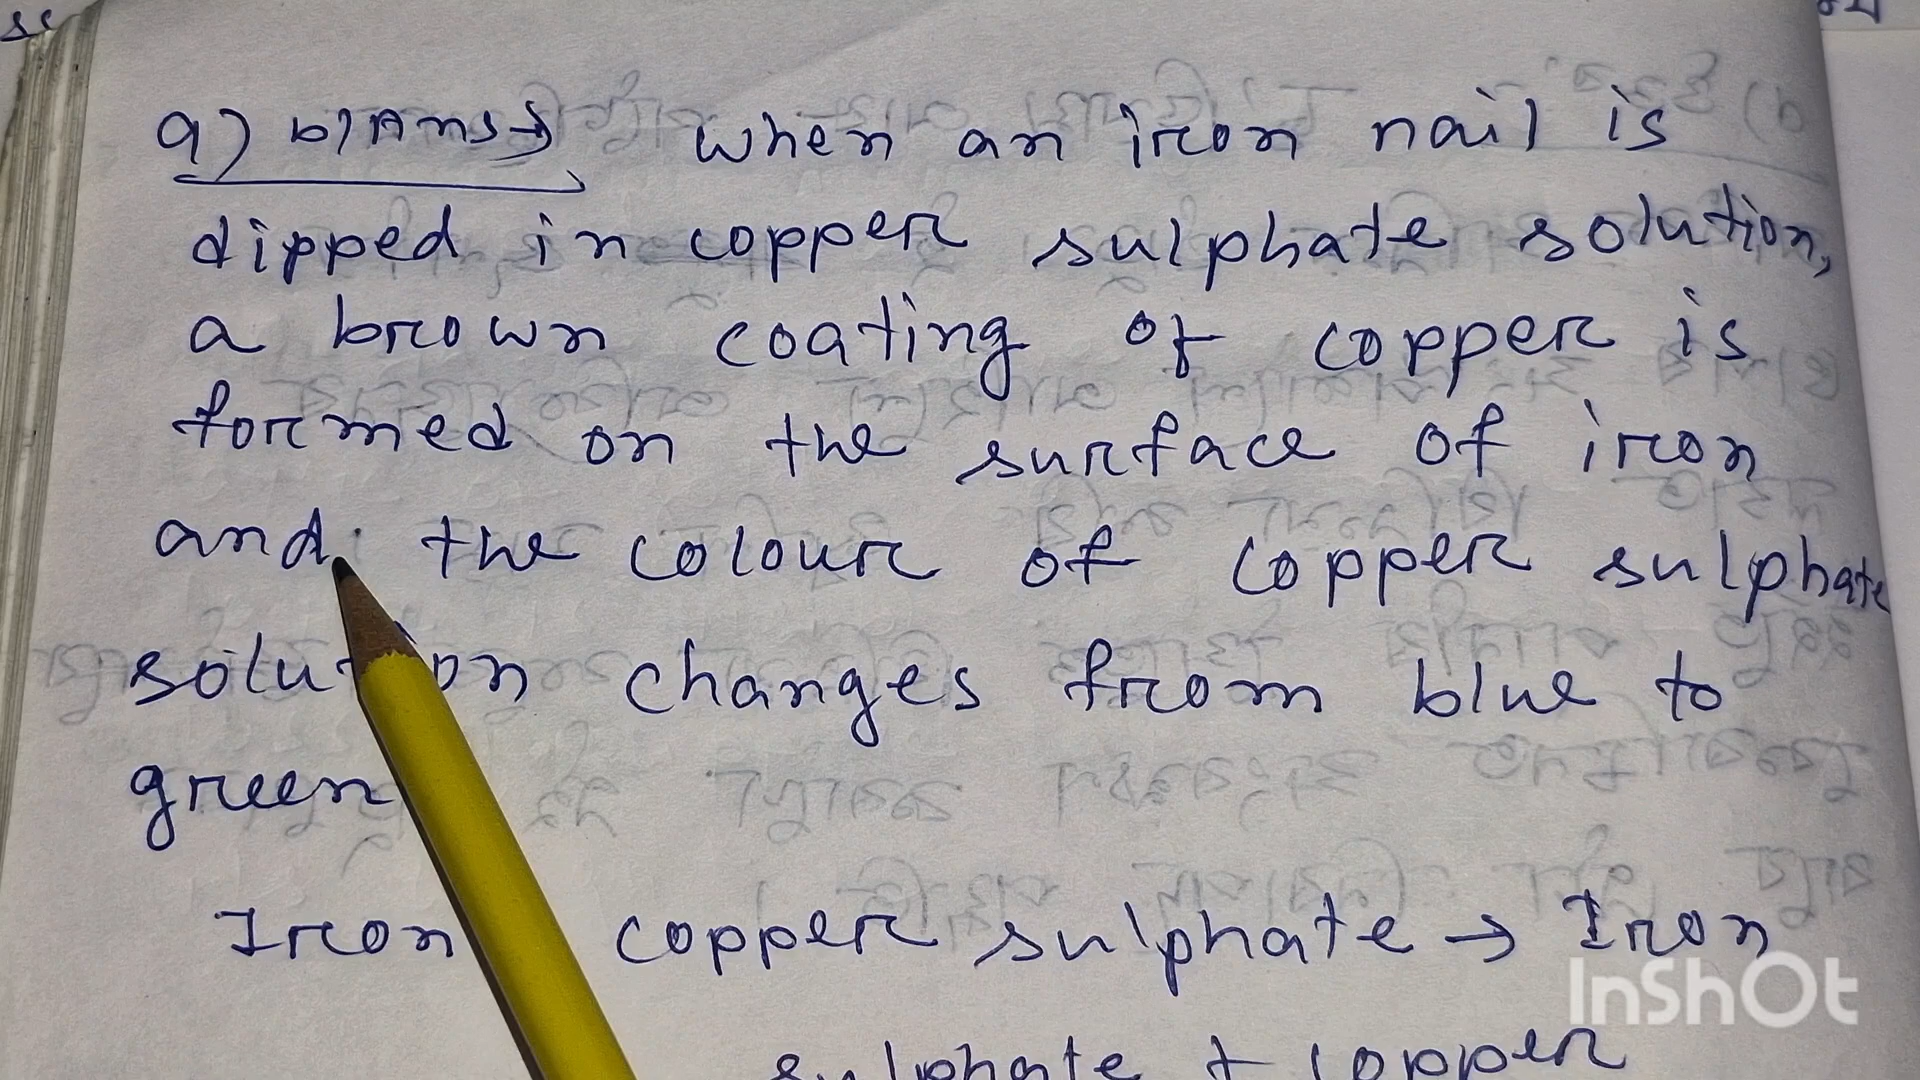 9) b) Ans → When an iron nail is
dipped in copper sulphate solution,
a brown coating of copper is
formed on the surface of iron
and the colour of copper sulphate
solution changes from blue to
green
Iron copper sulphate → Iron
sulphate + copper
InShOt